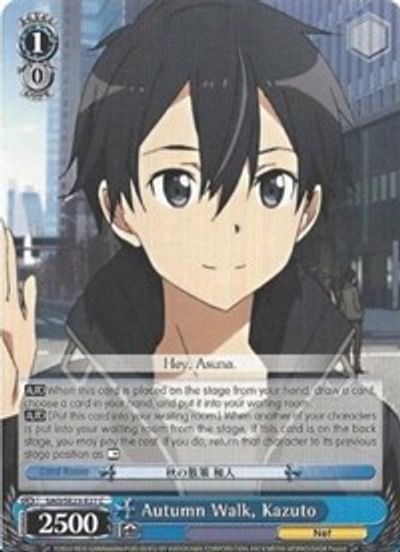 1
0
Hey, Asuna.
AUTO When this card is placed on the stage from your hand, draw a card,
choose a card in your hand, and put it into your waiting room.
AUTO [Put this card into your waiting room] When another of your characters
is put into your waiting room from the stage, if this card is on the back
stage, you may pay the cost. If you do, return that character to its
previous stage position as
Card Name
秋の散策 和人
2500
Autumn Walk, Kazuto
Net